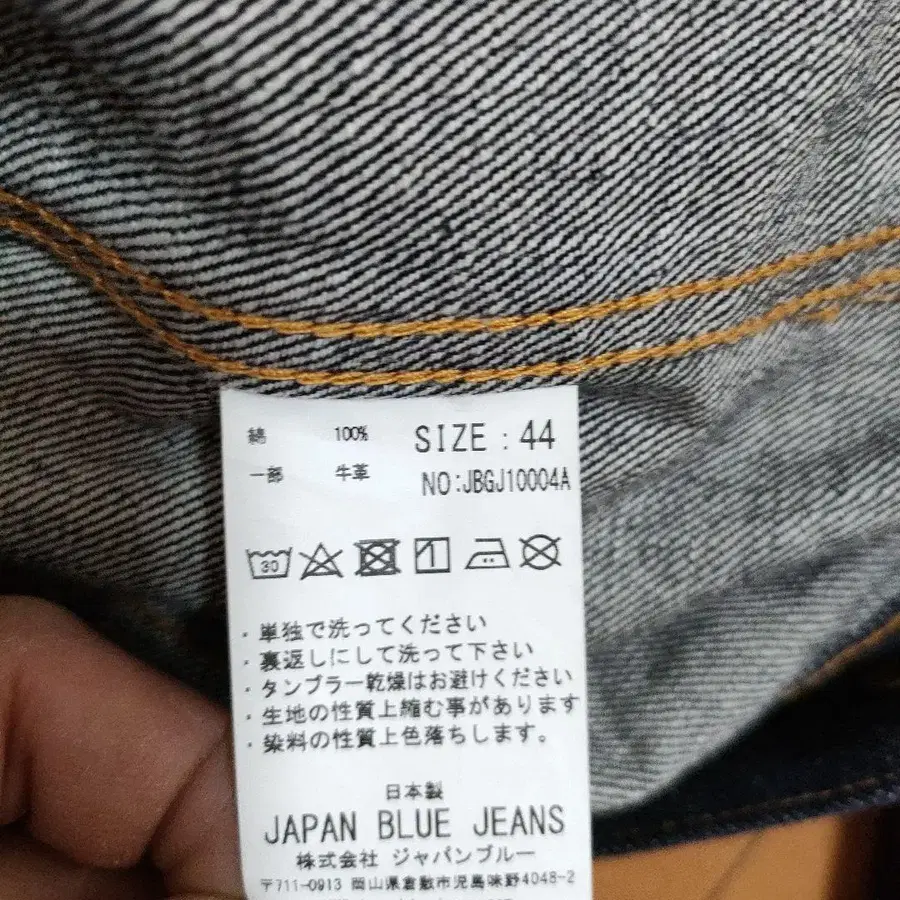 綿 100% SIZE : 44
一部 牛革 NO:JBGJ10004A
30
・単独で洗ってください
・裏返しにして洗って下さい
・タンブラー乾燥はお避けください
・生地の性質上縮む事があります
・染料の性質上色落ちします。
日本製
JAPAN BLUE JEANS
株式会社 ジャパンブルー
〒711-0913 岡山県倉敷市児島味野4048-2